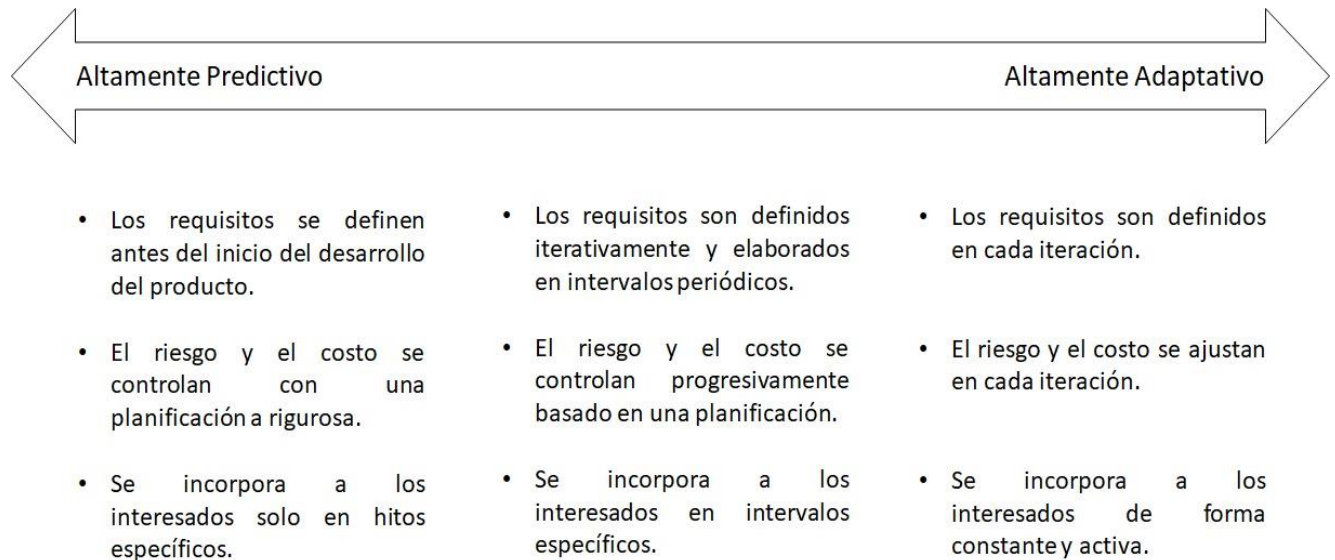 Altamente Predictivo
Altamente Adaptativo
• Los requisitos se definen
antes del inicio del desarrollo
del producto.
• El riesgo y el costo se
controlan con una
planificación a rigurosa.
• Se incorpora a los
interesados solo en hitos
específicos.
• Los requisitos son definidos
iterativamente y elaborados
en intervalos periódicos.
• El riesgo y el costo se
controlan progresivamente
basado en una planificación.
• Se incorpora a los
interesados en intervalos
específicos.
• Los requisitos son definidos
en cada iteración.
• El riesgo y el costo se ajustan
en cada iteración.
• Se incorpora a los
interesados de forma
constante y activa.